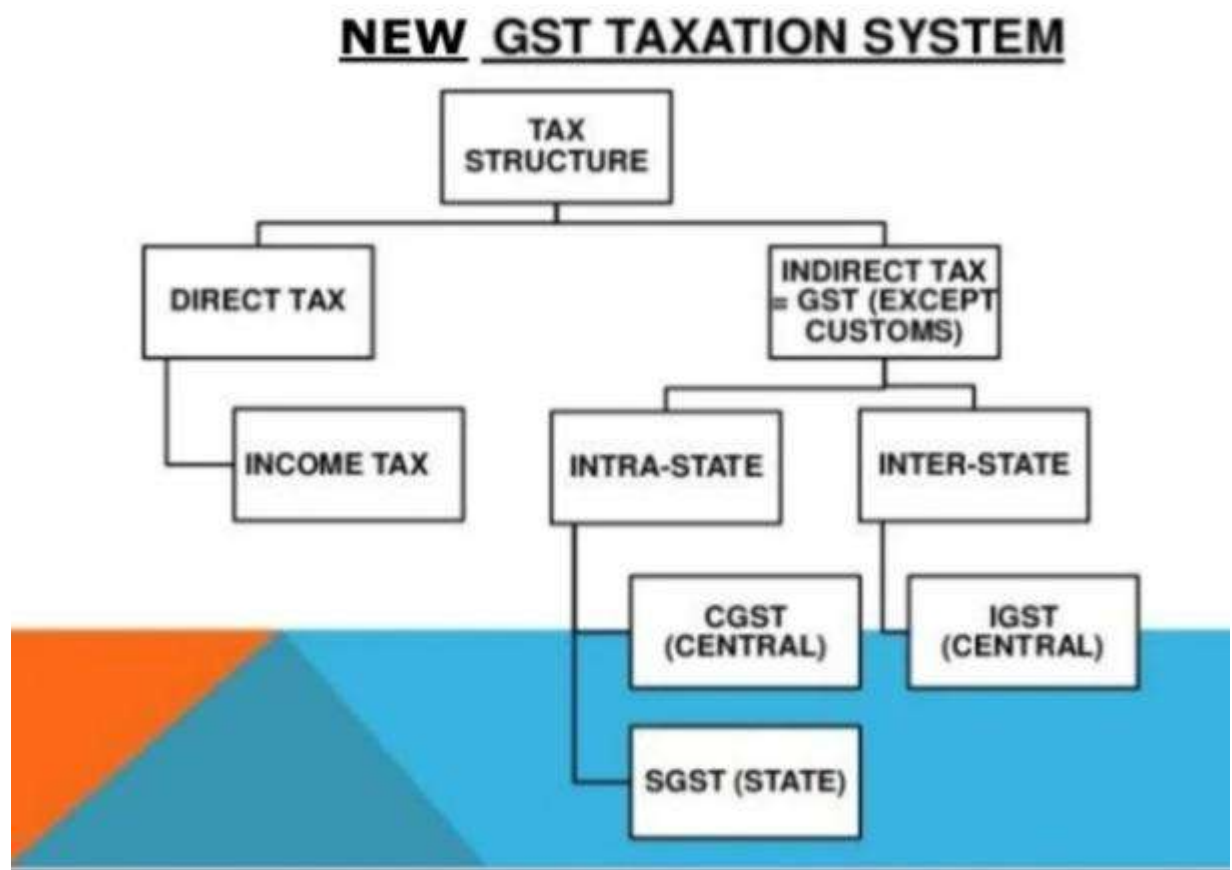 NEW GST TAXATION SYSTEM
TAX
STRUCTURE
DIRECT TAX
INDIRECT TAX
= GST (EXCEPT
CUSTOMS)
INCOME TAX
INTRA-STATE
INTER-STATE
CGST
(CENTRAL)
IGST
(CENTRAL)
SGST (STATE)